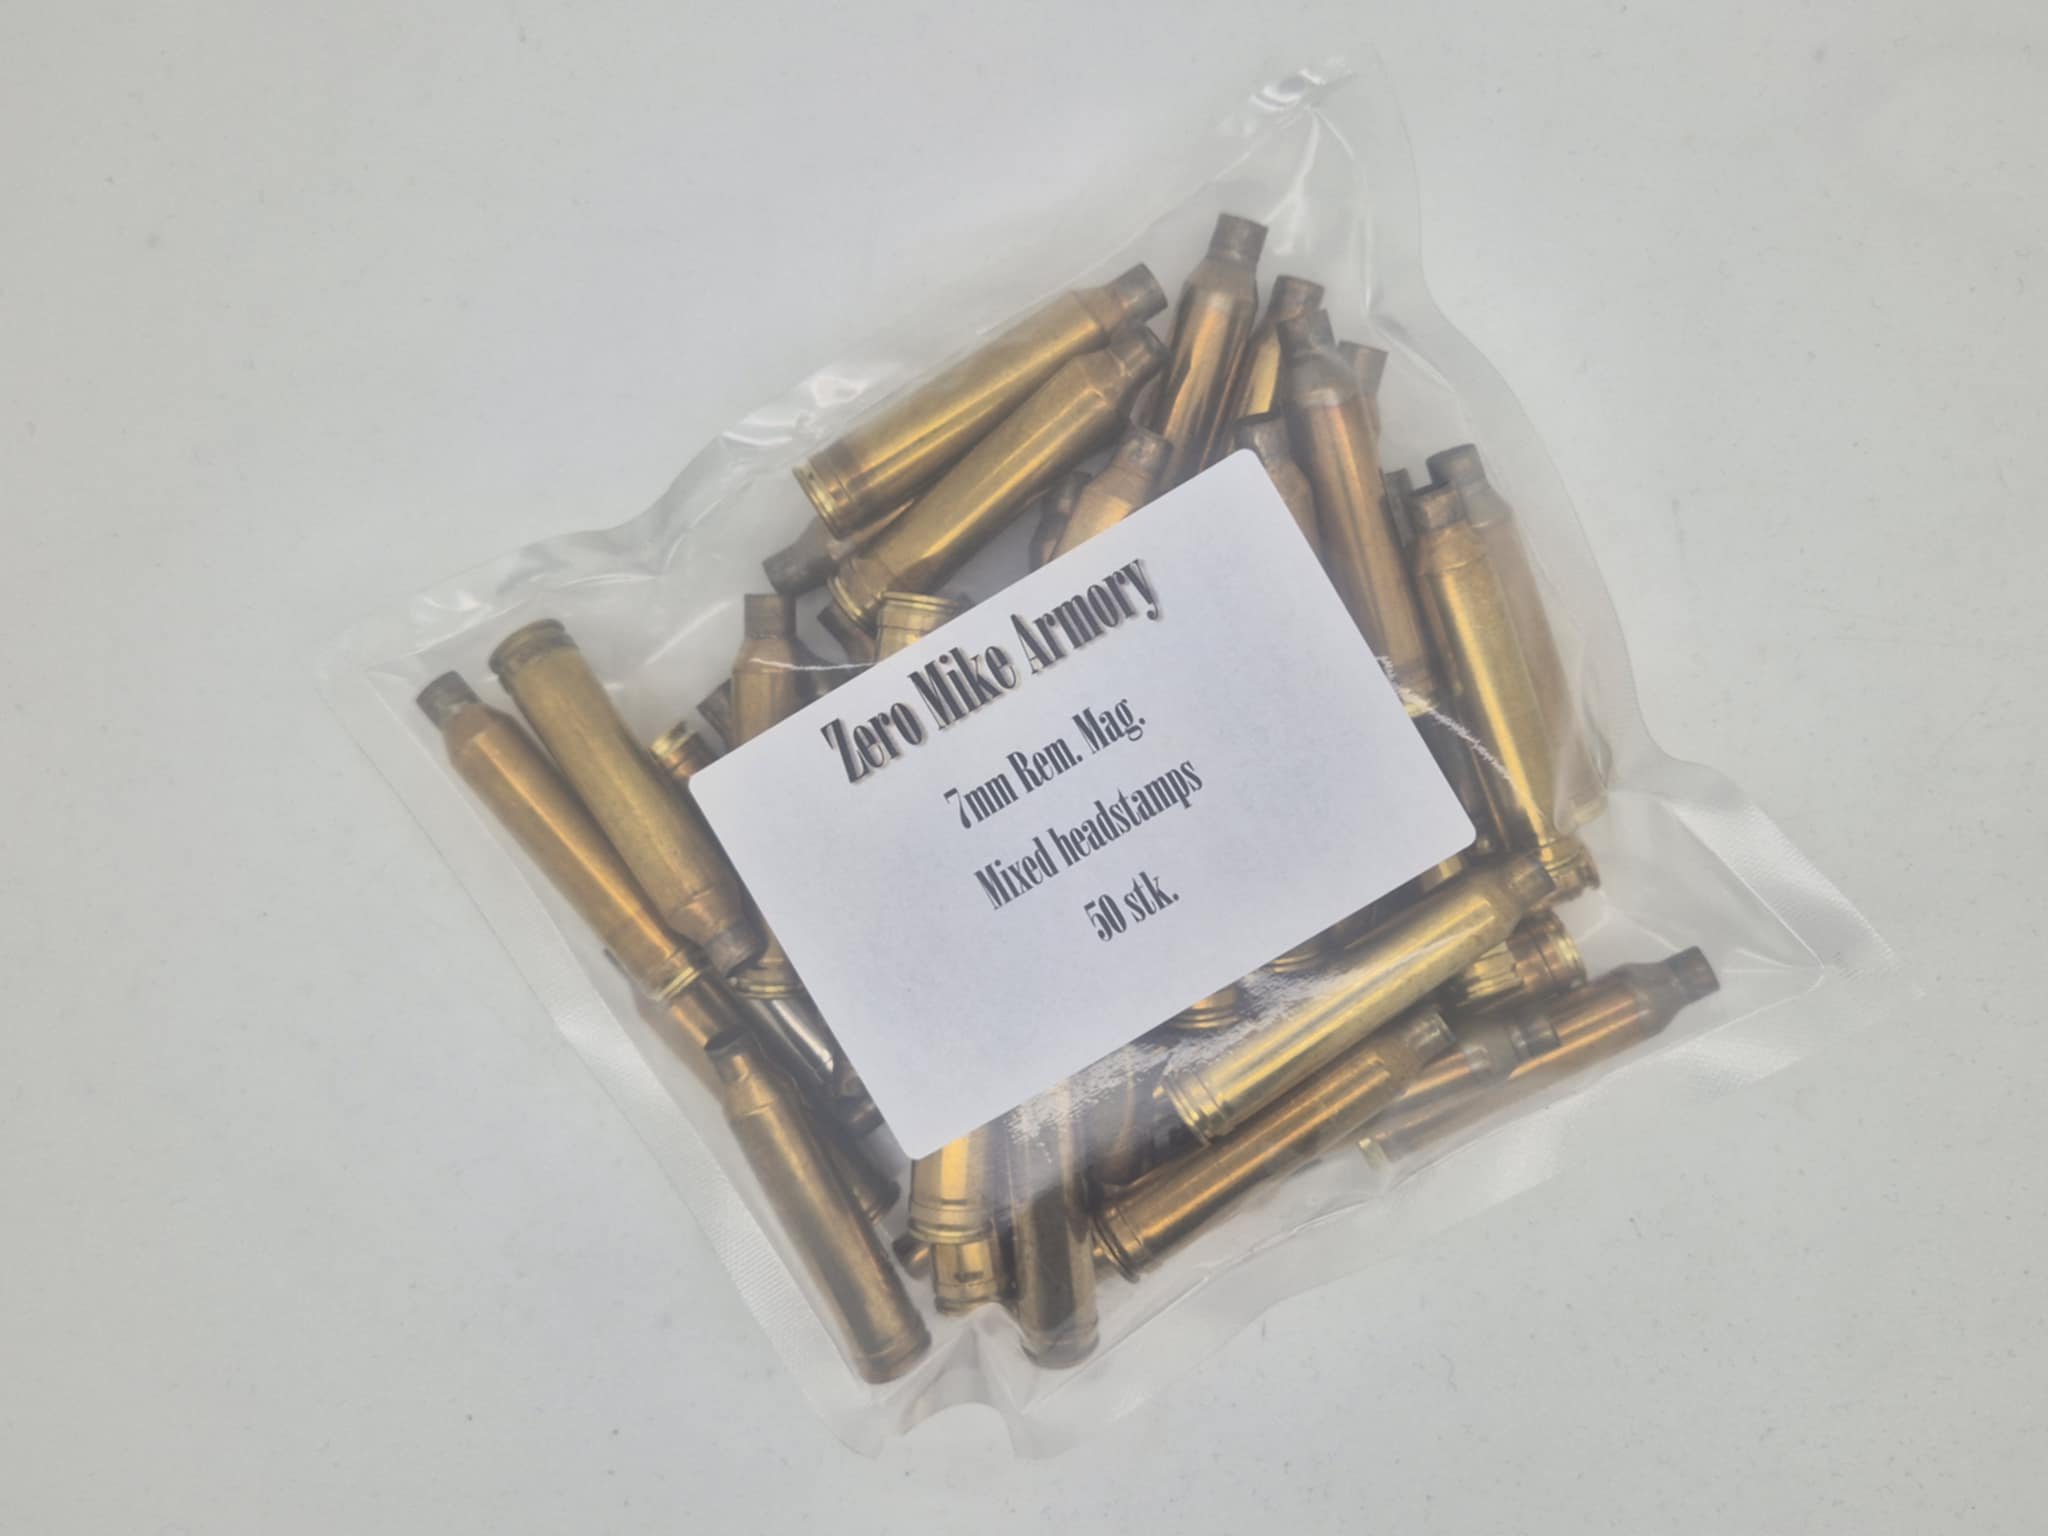 Zero Mike Armory
7mm Rem. Mag.
Mixed headstamps
50 stk.